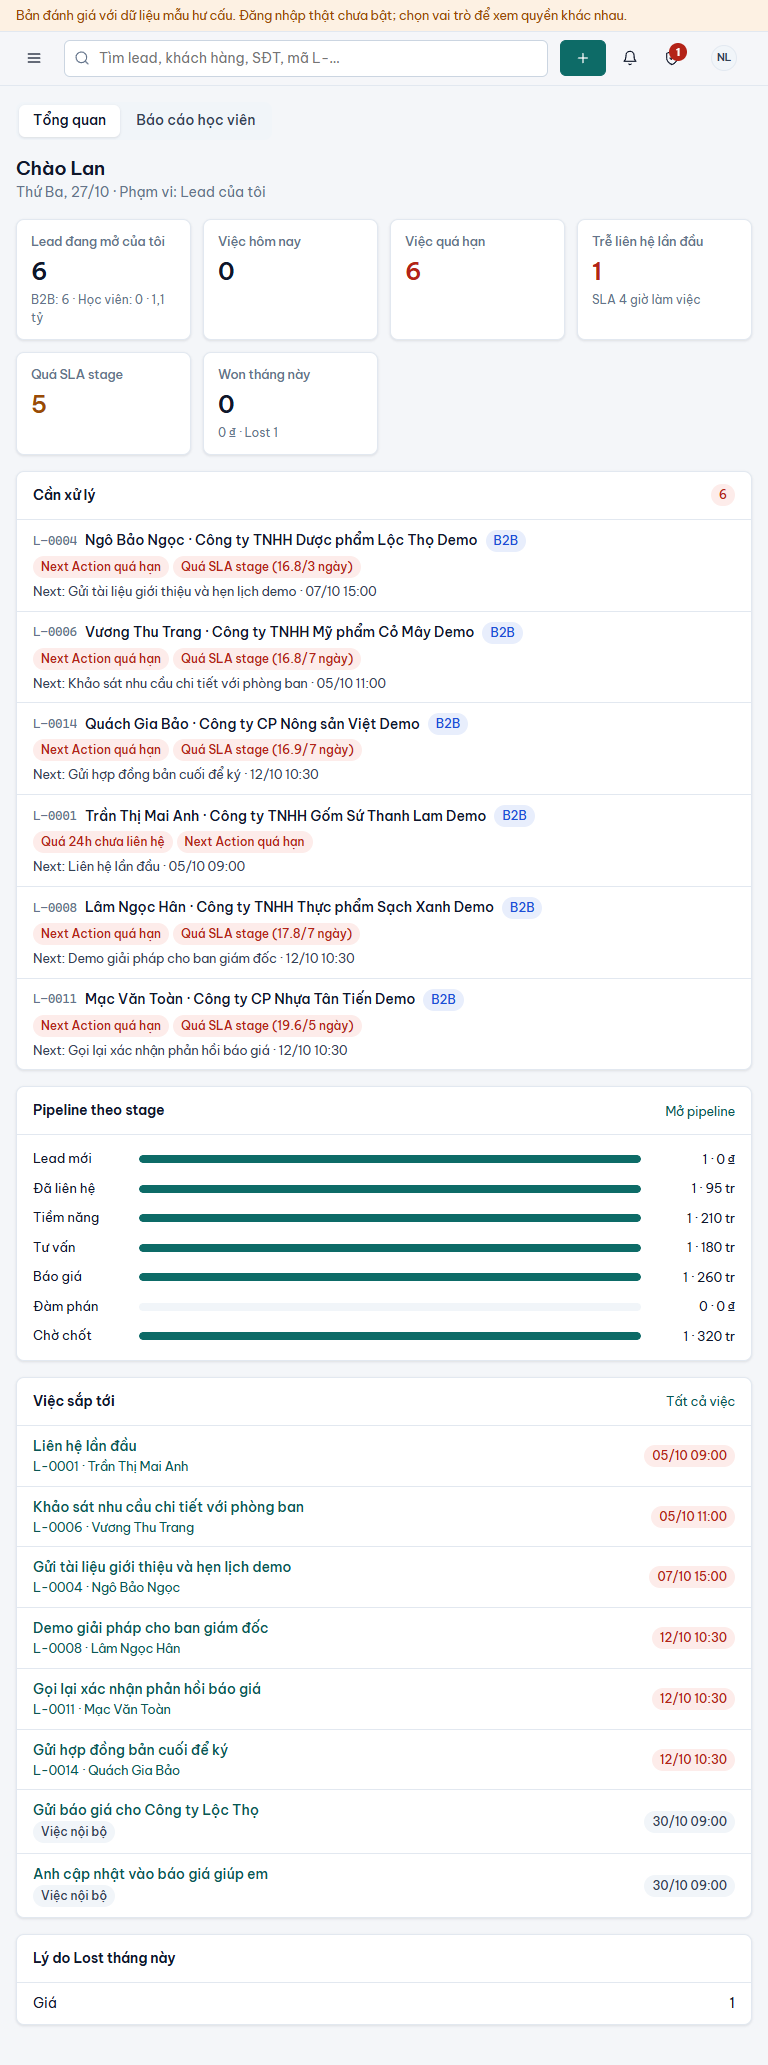 Bản đánh giá với dữ liệu mẫu hư cấu. Đăng nhập thật chưa bật; chọn vai trò để xem quyền khác nhau.
Tìm lead, khách hàng, SĐT, mã L-...
1
NL
Tổng quan
Báo cáo học viên
Chào Lan
Thứ Ba, 27/10 · Phạm vi: Lead của tôi
Lead đang mở của tôi
6
B2B: 6 · Học viên: 0 · 1,1
tỷ
Việc hôm nay
0
Việc quá hạn
6
Trễ liên hệ lần đầu
1
SLA 4 giờ làm việc
Quá SLA stage
5
Won tháng này
0
0 ₫ · Lost 1
Cần xử lý
6
L-0004 Ngô Bảo Ngọc · Công ty TNHH Dược phẩm Lộc Thọ Demo B2B
Next Action quá hạn Quá SLA stage (16.8/3 ngày)
Next: Gửi tài liệu giới thiệu và hẹn lịch demo · 07/10 15:00
L-0006 Vương Thu Trang · Công ty TNHH Mỹ phẩm Cỏ Mây Demo B2B
Next Action quá hạn Quá SLA stage (16.8/7 ngày)
Next: Khảo sát nhu cầu chi tiết với phòng ban · 05/10 11:00
L-0014 Quách Gia Bảo · Công ty CP Nông sản Việt Demo B2B
Next Action quá hạn Quá SLA stage (16.9/7 ngày)
Next: Gửi hợp đồng bản cuối để ký · 12/10 10:30
L-0001 Trần Thị Mai Anh · Công ty TNHH Gốm Sứ Thanh Lam Demo B2B
Quá 24h chưa liên hệ Next Action quá hạn
Next: Liên hệ lần đầu · 05/10 09:00
L-0008 Lâm Ngọc Hân · Công ty TNHH Thực phẩm Sạch Xanh Demo B2B
Next Action quá hạn Quá SLA stage (17.8/7 ngày)
Next: Demo giải pháp cho ban giám đốc · 12/10 10:30
L-0011 Mạc Văn Toàn · Công ty CP Nhựa Tân Tiến Demo B2B
Next Action quá hạn Quá SLA stage (19.6/5 ngày)
Next: Gọi lại xác nhận phản hồi báo giá · 12/10 10:30
Pipeline theo stage
Mở pipeline
Lead mới 1 · 0 ₫
Đã liên hệ 1 · 95 tr
Tiềm năng 1 · 210 tr
Tư vấn 1 · 180 tr
Báo giá 1 · 260 tr
Đàm phán 0 · 0 ₫
Chờ chốt 1 · 320 tr
Việc sắp tới
Tất cả việc
Liên hệ lần đầu
L-0001 · Trần Thị Mai Anh
05/10 09:00
Khảo sát nhu cầu chi tiết với phòng ban
L-0006 · Vương Thu Trang
05/10 11:00
Gửi tài liệu giới thiệu và hẹn lịch demo
L-0004 · Ngô Bảo Ngọc
07/10 15:00
Demo giải pháp cho ban giám đốc
L-0008 · Lâm Ngọc Hân
12/10 10:30
Gọi lại xác nhận phản hồi báo giá
L-0011 · Mạc Văn Toàn
12/10 10:30
Gửi hợp đồng bản cuối để ký
L-0014 · Quách Gia Bảo
12/10 10:30
Gửi báo giá cho Công ty Lộc Thọ
Việc nội bộ
30/10 09:00
Anh cập nhật vào báo giá giúp em
Việc nội bộ
30/10 09:00
Lý do Lost tháng này
Giá 1